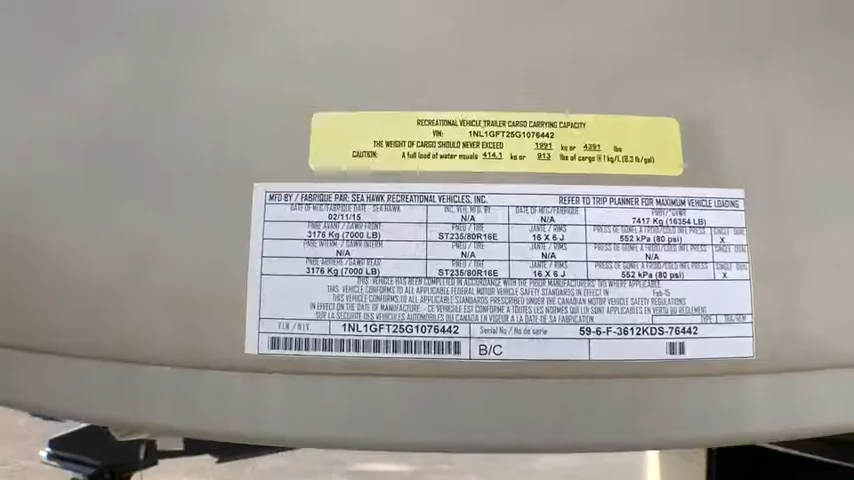 RECREATIONAL VEHICLE TRAILER CARGO CARRYING CAPACITY
VIN: 1NL1GFT25G1076442
THE WEIGHT OF CARGO SHOULD NEVER EXCEED 1991 kg or 4391 lbs
CAUTION: A full load of water equals 414.1 kg or 913 lbs of cargo @ 1 kg/L (8.3 lb/gal)
MFG BY / FABRIQUE PAR: SEA HAWK RECREATIONAL VEHICLES, INC. REFER TO TRIP PLANNER FOR MAXIMUM VEHICLE LOADING
DATE OF MFG/FABRIQUE DATE - SEA HAWK INC. VEH. MFG. BY DATE OF MFG/FABRIQUE PNBV / GVWR
02/11/15 N/A N/A 7417 Kg (16354 LB)
PNBE AVANT / GAWR FRONT PNEU / TIRE JANTE / RIMS PRESS DE GONFL A FROID/COLD INFL PRESS SINGLE DUAL
3176 Kg (7000 LB) ST235/80R16E 16 X 6 J 552 kPa (80 psi) X
PNBE INTERM / GAWR INTERM PNEU / TIRE JANTE / RIMS PRESS DE GONFL A FROID/COLD INFL PRESS SINGLE DUAL
N/A N/A N/A N/A
PNBE ARRIERE / GAWR REAR PNEU / TIRE JANTE / RIMS PRESS DE GONFL A FROID/COLD INFL PRESS SINGLE DUAL
3176 Kg (7000 LB) ST235/80R16E 16 X 6 J 552 kPa (80 psi) X
THIS VEHICLE HAS BEEN COMPLETED IN ACCORDANCE WITH THE PRIOR MANUFACTURERS IVD WHERE APPLICABLE.
THIS VEHICLE CONFORMS TO ALL APPLICABLE FEDERAL MOTOR VEHICLE SAFETY STANDARDS IN EFFECT IN Feb-15
THIS VEHICLE CONFORMS TO ALL APPLICABLE STANDARDS PRESCRIBED UNDER THE CANADIAN MOTOR VEHICLE SAFETY REGULATIONS
IN EFFECT ON THE DATE OF MANUFACTURE. - CE VEHICULE EST CONFORME A TOUTES LES NORMES QUI LUI SONT APPLICABLES EN VERTU DU REGLEMENT
SUR LA SECURITE DES VEHICULES AUTOMOBILES DU CANADA EN VIGUEUR A LA DATE DE SA FABRICATION. TYPE
V.I.N. / N.I.V. 1NL1GFT25G1076442 Serial No / No de serie 59-6-F-3612KDS-76442
B/C